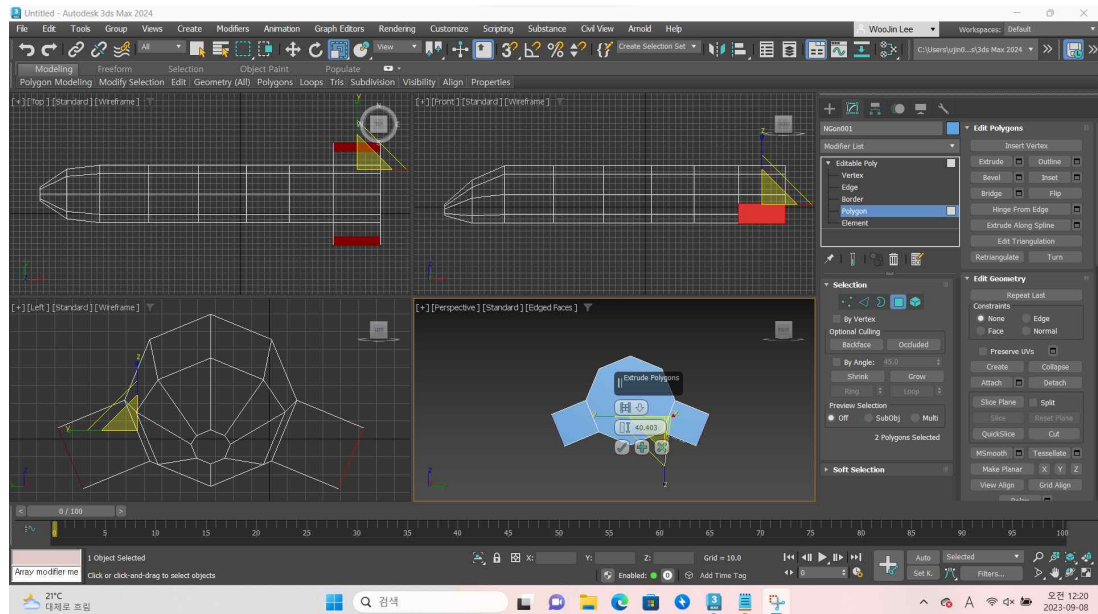 Untitled - Autodesk 3ds Max 2024
File Edit Tools Group Views Create Modifiers Animation Graph Editors Rendering Customize Scripting Substance Civil View Arnold Help
WooJin Lee Workspaces: Default
All View Create Selection Set C:\Users\ujin0...s\3ds Max 2024
Modeling Freeform Selection Object Paint Populate
Polygon Modeling Modify Selection Edit Geometry (All) Polygons Loops Tris Subdivision Visibility Align Properties
[+] [Top] [Standard] [Wireframe]
[+] [Front] [Standard] [Wireframe]
[+] [Left] [Standard] [Wireframe]
[+] [Perspective] [Standard] [Edged Faces]
Extrude Polygons
40.403
NGon001
Modifier List
Editable Poly
Vertex
Edge
Border
Polygon
Element
Selection
By Vertex
Optional Culling
Backface Occluded
By Angle: 45.0
Shrink Grow
Ring Loop
Preview Selection
Off SubObj Multi
2 Polygons Selected
Soft Selection
Edit Polygons
Insert Vertex
Extrude Outline
Bevel Inset
Bridge Flip
Hinge From Edge
Extrude Along Spline
Edit Triangulation
Retriangulate Turn
Edit Geometry
Repeat Last
Constraints
None Edge
Face Normal
Preserve UVs
Create Collapse
Attach Detach
Slice Plane Split
Slice Reset Plane
QuickSlice Cut
MSmooth Tessellate
Make Planar X Y Z
View Align Grid Align
0 / 100
0 5 10 15 20 25 30 35 40 45 50 55 60 65 70 75 80 85 90 95 100
1 Object Selected X: Y: Z: Grid = 10.0 Auto Selected
Array modifier me Click or click-and-drag to select objects Enabled: 0 Add Time Tag 0 Set K. Filters...
21°C
대체로 흐림
검색
A
오전 12:20
2023-09-08